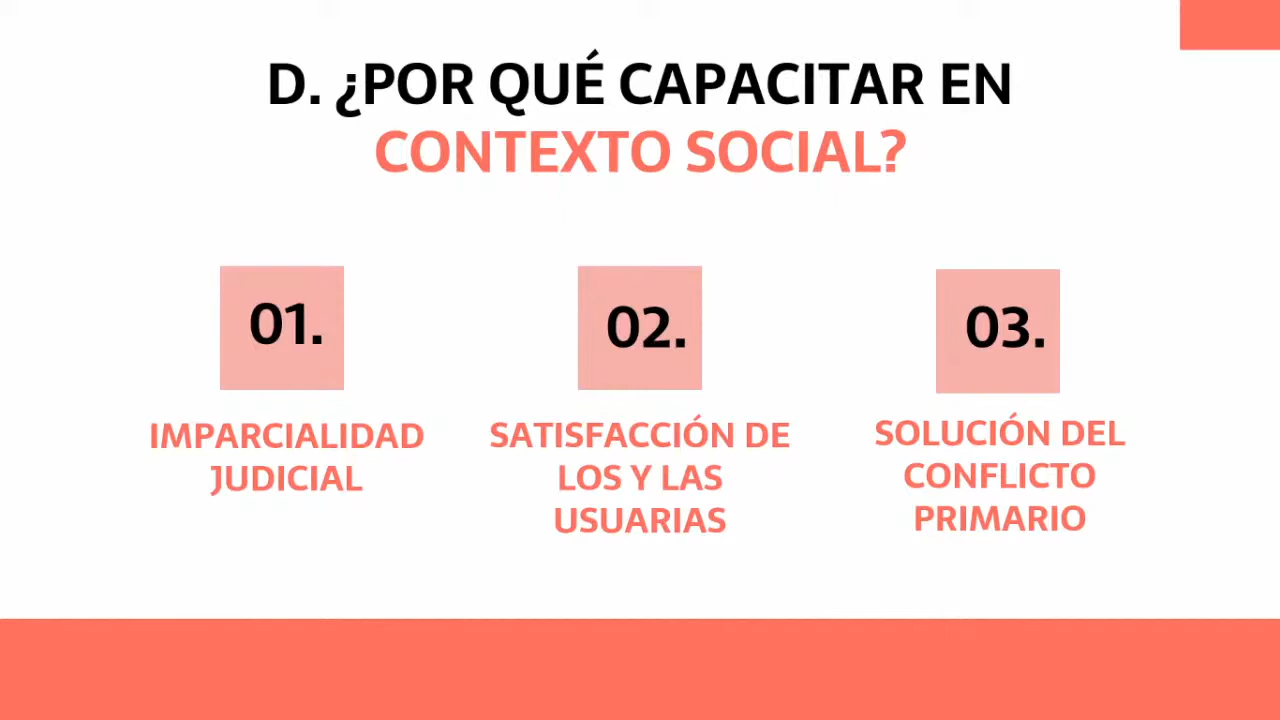 D. ¿POR QUÉ CAPACITAR EN
CONTEXTO SOCIAL?
01.
IMPARCIALIDAD
JUDICIAL
02.
SATISFACCIÓN DE
LOS Y LAS
USUARIAS
03.
SOLUCIÓN DEL
CONFLICTO
PRIMARIO